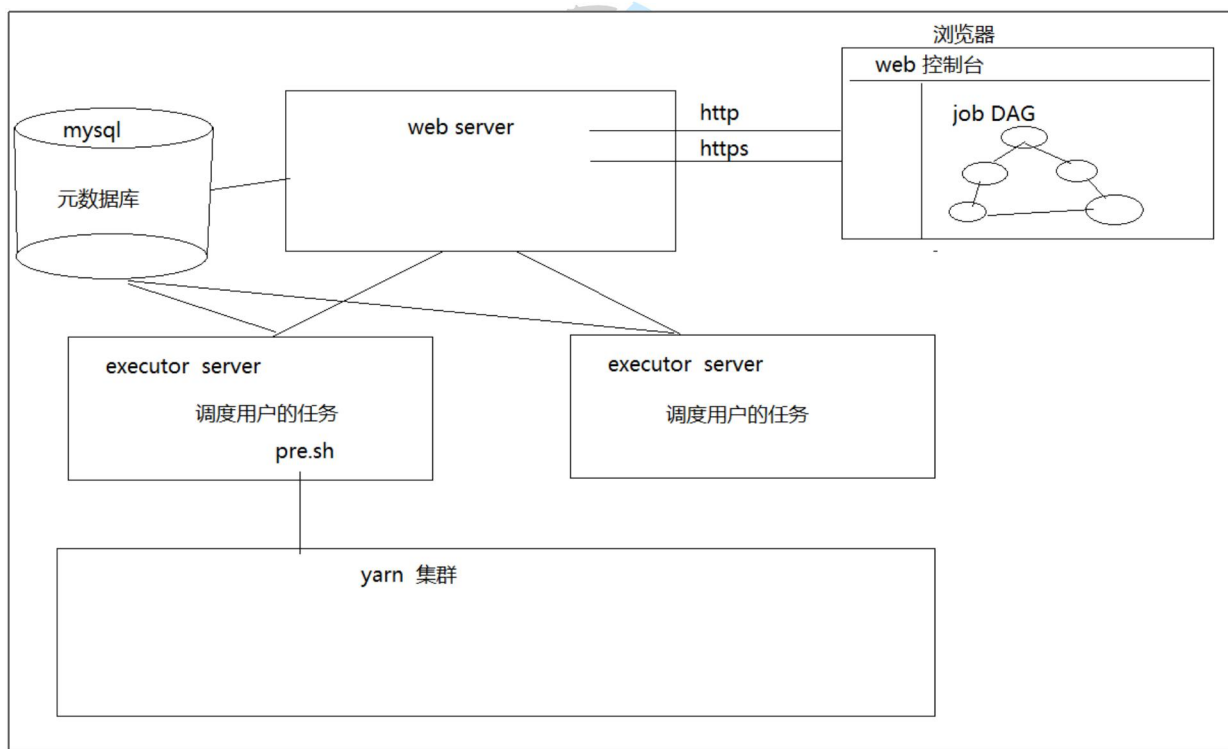 浏览器
web 控制台
mysql
web server
http
job DAG
https
元数据库
executor server
executor server
调度用户的任务
调度用户的任务
pre.sh
yarn 集群